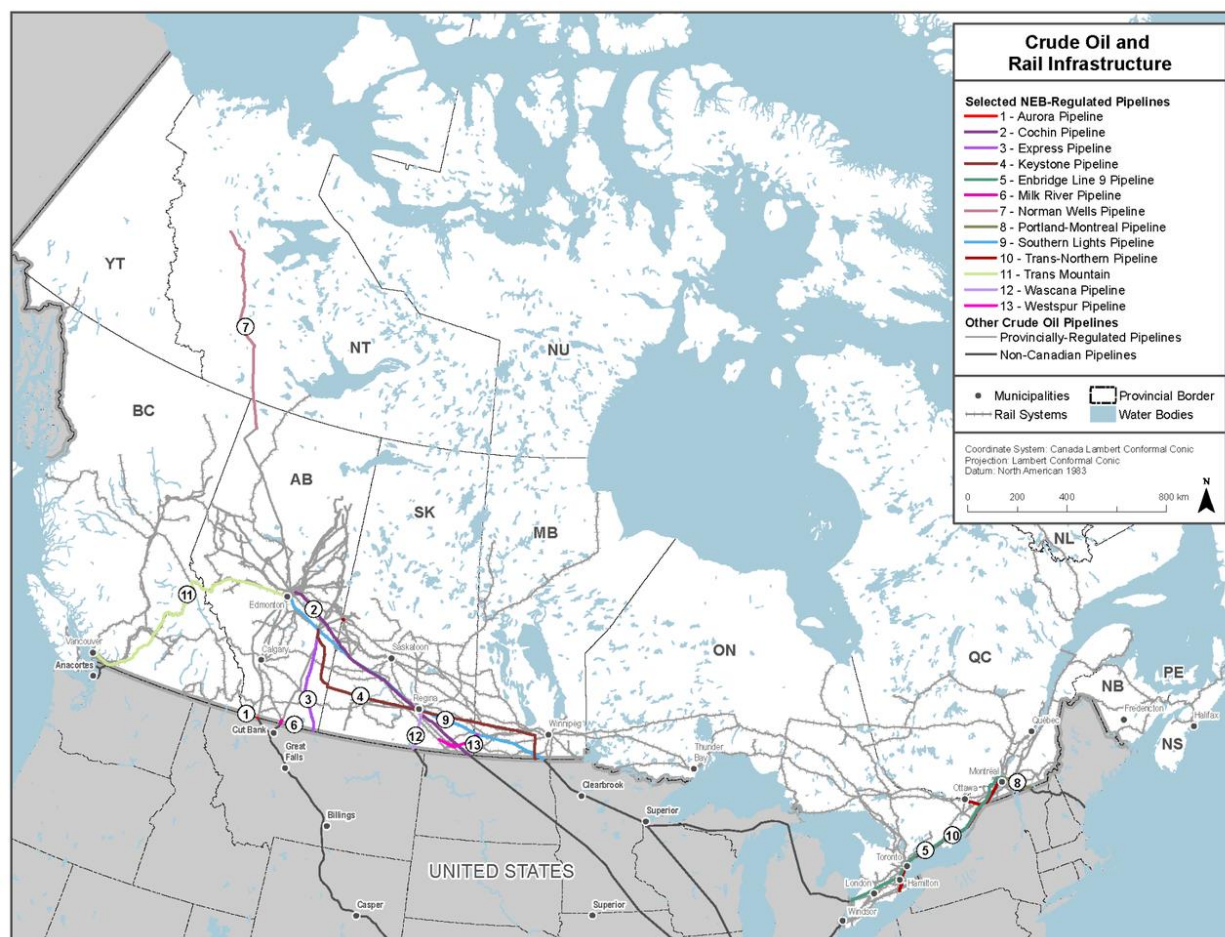 Crude Oil and
Rail Infrastructure
Selected NEB-Regulated Pipelines
1 - Aurora Pipeline
2 - Cochin Pipeline
3 - Express Pipeline
4 - Keystone Pipeline
5 - Enbridge Line 9 Pipeline
6 - Milk River Pipeline
7 - Norman Wells Pipeline
8 - Portland-Montreal Pipeline
9 - Southern Lights Pipeline
10 - Trans-Northern Pipeline
11 - Trans Mountain
12 - Wascana Pipeline
13 - Westspur Pipeline
Other Crude Oil Pipelines
Provincially-Regulated Pipelines
Non-Canadian Pipelines
Municipalities
Provincial Border
Rail Systems
Water Bodies
Coordinate System: Canada Lambert Conformal Conic
Projection: Lambert Conformal Conic
Datum: North American 1983
N
0 200 400 800 km
YT
7
NT
NU
BC
AB
SK
MB
NL
11
Edmonton
2
ON
QC
Vancouver
Anacortes
Calgary
Saskatoon
PE
NB
Fredericton
Halifax
NS
Québec
3
4
Regina
9
1
6
12
13
Winnipeg
Cut Bank
Great
Falls
Thunder
Bay
Clearbrook
Superior
Montréal
8
Ottawa
10
5
Toronto
Hamilton
London
Windsor
Billings
UNITED STATES
Casper
Superior